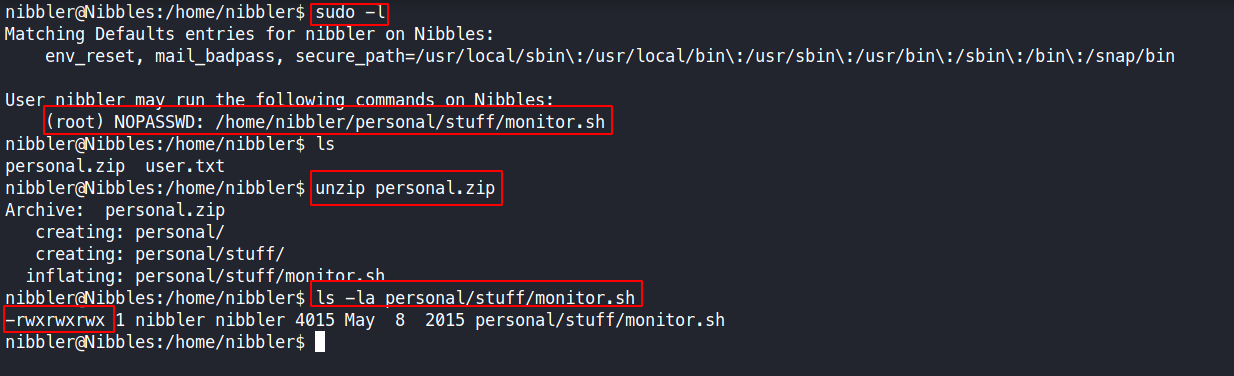 nibbler@Nibbles:/home/nibbler$ sudo -l
Matching Defaults entries for nibbler on Nibbles:
    env_reset, mail_badpass, secure_path=/usr/local/sbin\:/usr/local/bin\:/usr/sbin\:/usr/bin\:/sbin\:/bin\:/snap/bin

User nibbler may run the following commands on Nibbles:
    (root) NOPASSWD: /home/nibbler/personal/stuff/monitor.sh
nibbler@Nibbles:/home/nibbler$ ls
personal.zip  user.txt
nibbler@Nibbles:/home/nibbler$ unzip personal.zip
Archive:  personal.zip
   creating: personal/
   creating: personal/stuff/
  inflating: personal/stuff/monitor.sh
nibbler@Nibbles:/home/nibbler$ ls -la personal/stuff/monitor.sh
-rwxrwxrwx 1 nibbler nibbler 4015 May  8  2015 personal/stuff/monitor.sh
nibbler@Nibbles:/home/nibbler$